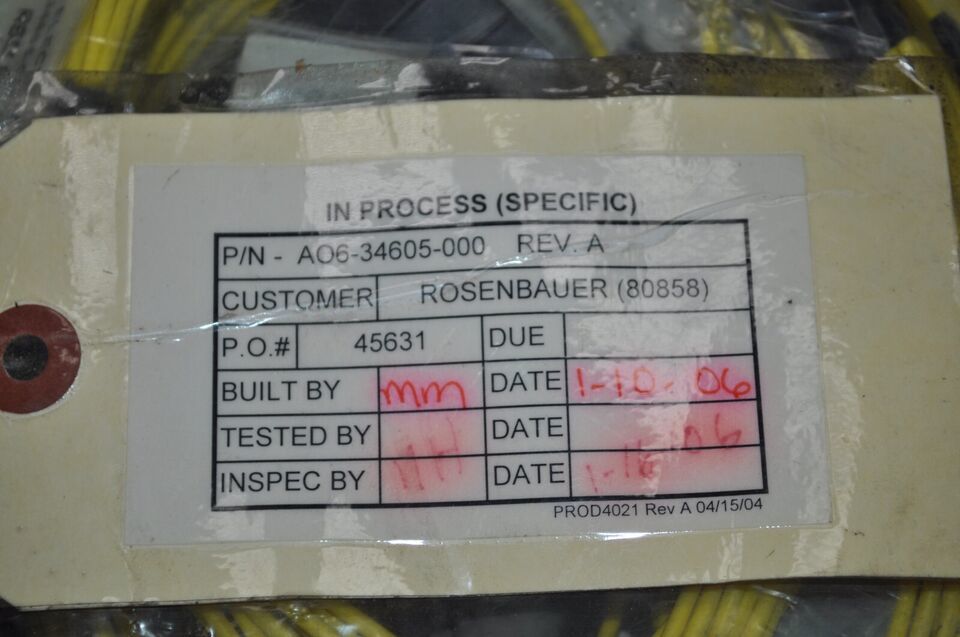 IN PROCESS (SPECIFIC)
P/N - AO6-34605-000 REV. A
CUSTOMER ROSENBAUER (80858)
P.O.# 45631 DUE
BUILT BY mm DATE 1-10-06
TESTED BY DATE
INSPEC BY DATE
PROD4021 Rev A 04/15/04